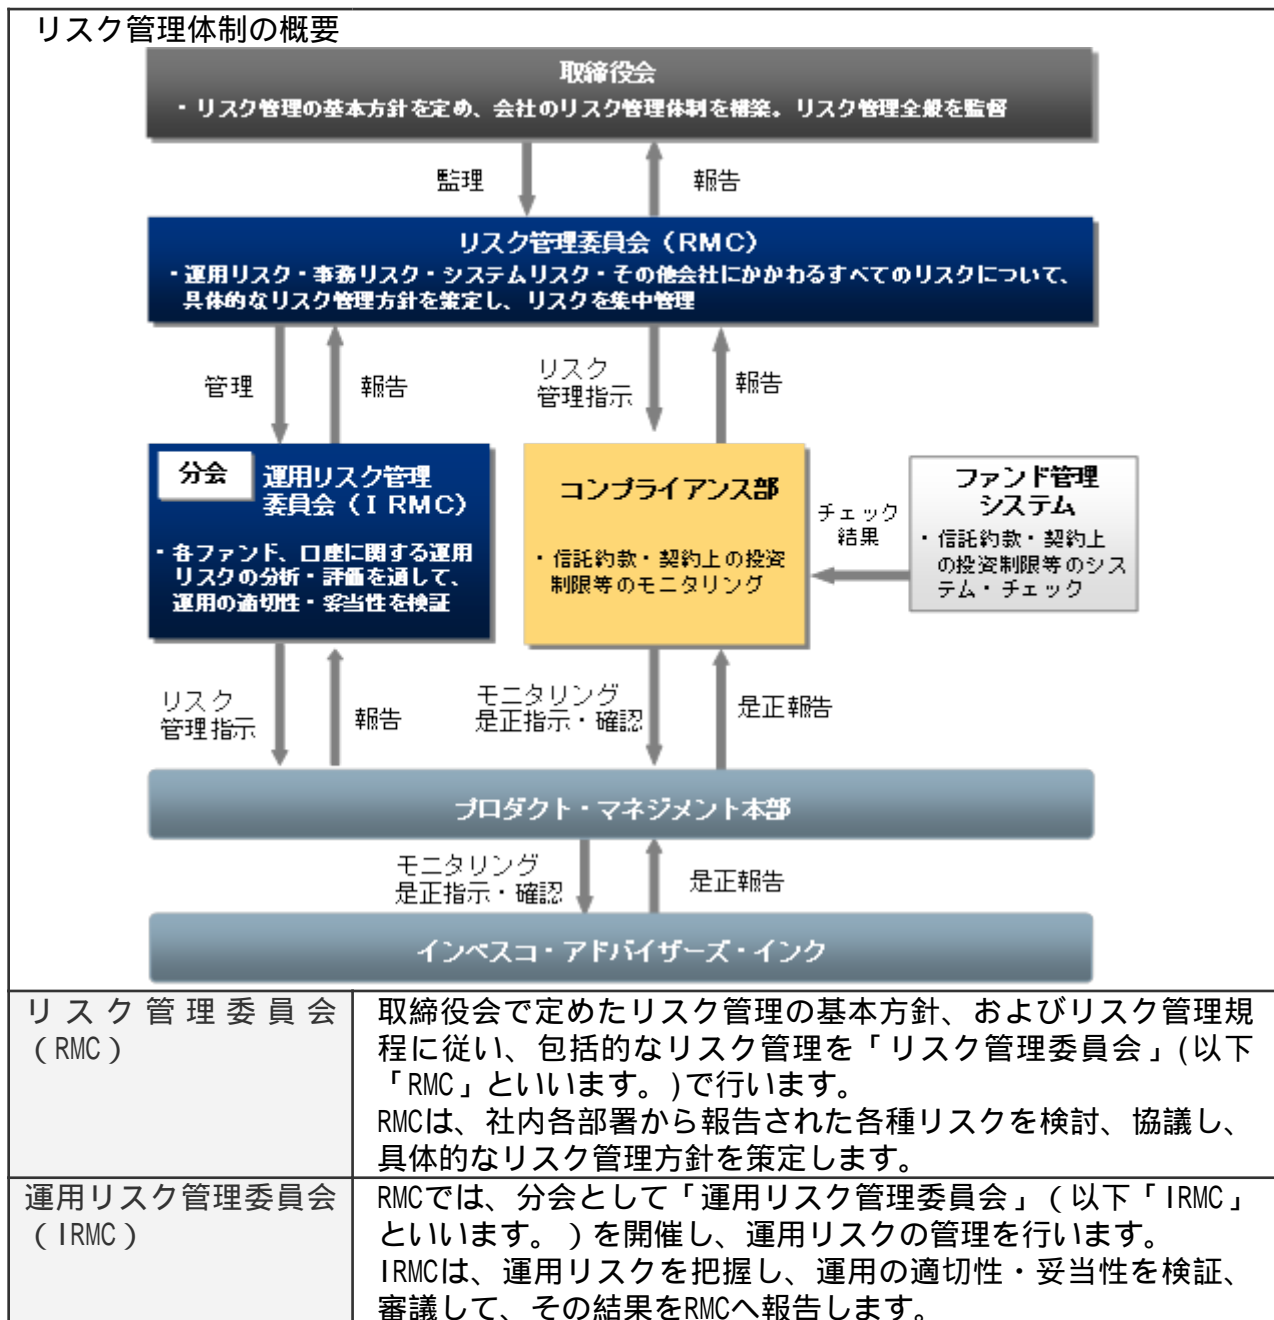 リスク管理体制の概要
取締役会
・リスク管理の基本方針を定め、会社のリスク管理体制を構築。リスク管理全般を監督
監理
報告
リスク管理委員会（RMC）
・運用リスク・事務リスク・システムリスク・その他会社にかかわるすべてのリスクについて、
具体的なリスク管理方針を策定し、リスクを集中管理
管理
報告
リスク
管理指示
報告
分会
運用リスク管理
委員会（IRMC）
・各ファンド、口座に関する運用
リスクの分析・評価を通して、
運用の適切性・妥当性を検証
コンプライアンス部
・信託約款・契約上の投資
制限等のモニタリング
チェック
結果
ファンド管理
システム
・信託約款・契約上
の投資制限等のシス
テム・チェック
リスク
管理指示
報告
モニタリング
是正指示・確認
是正報告
プロダクト・マネジメント本部
モニタリング
是正指示・確認
是正報告
インベスコ・アドバイザーズ・インク
リスク管理委員会
（RMC）
取締役会で定めたリスク管理の基本方針、およびリスク管理規
程に従い、包括的なリスク管理を「リスク管理委員会」(以下
「RMC」といいます。)で行います。
RMCは、社内各部署から報告された各種リスクを検討、協議し、
具体的なリスク管理方針を策定します。
運用リスク管理委員会
（IRMC）
RMCでは、分会として「運用リスク管理委員会」（以下「IRMC」
といいます。）を開催し、運用リスクの管理を行います。
IRMCは、運用リスクを把握し、運用の適切性・妥当性を検証、
審議して、その結果をRMCへ報告します。